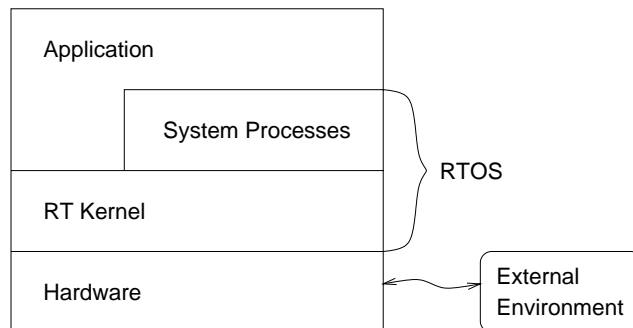 Application
System Processes
RTOS
RT Kernel
Hardware
External
Environment